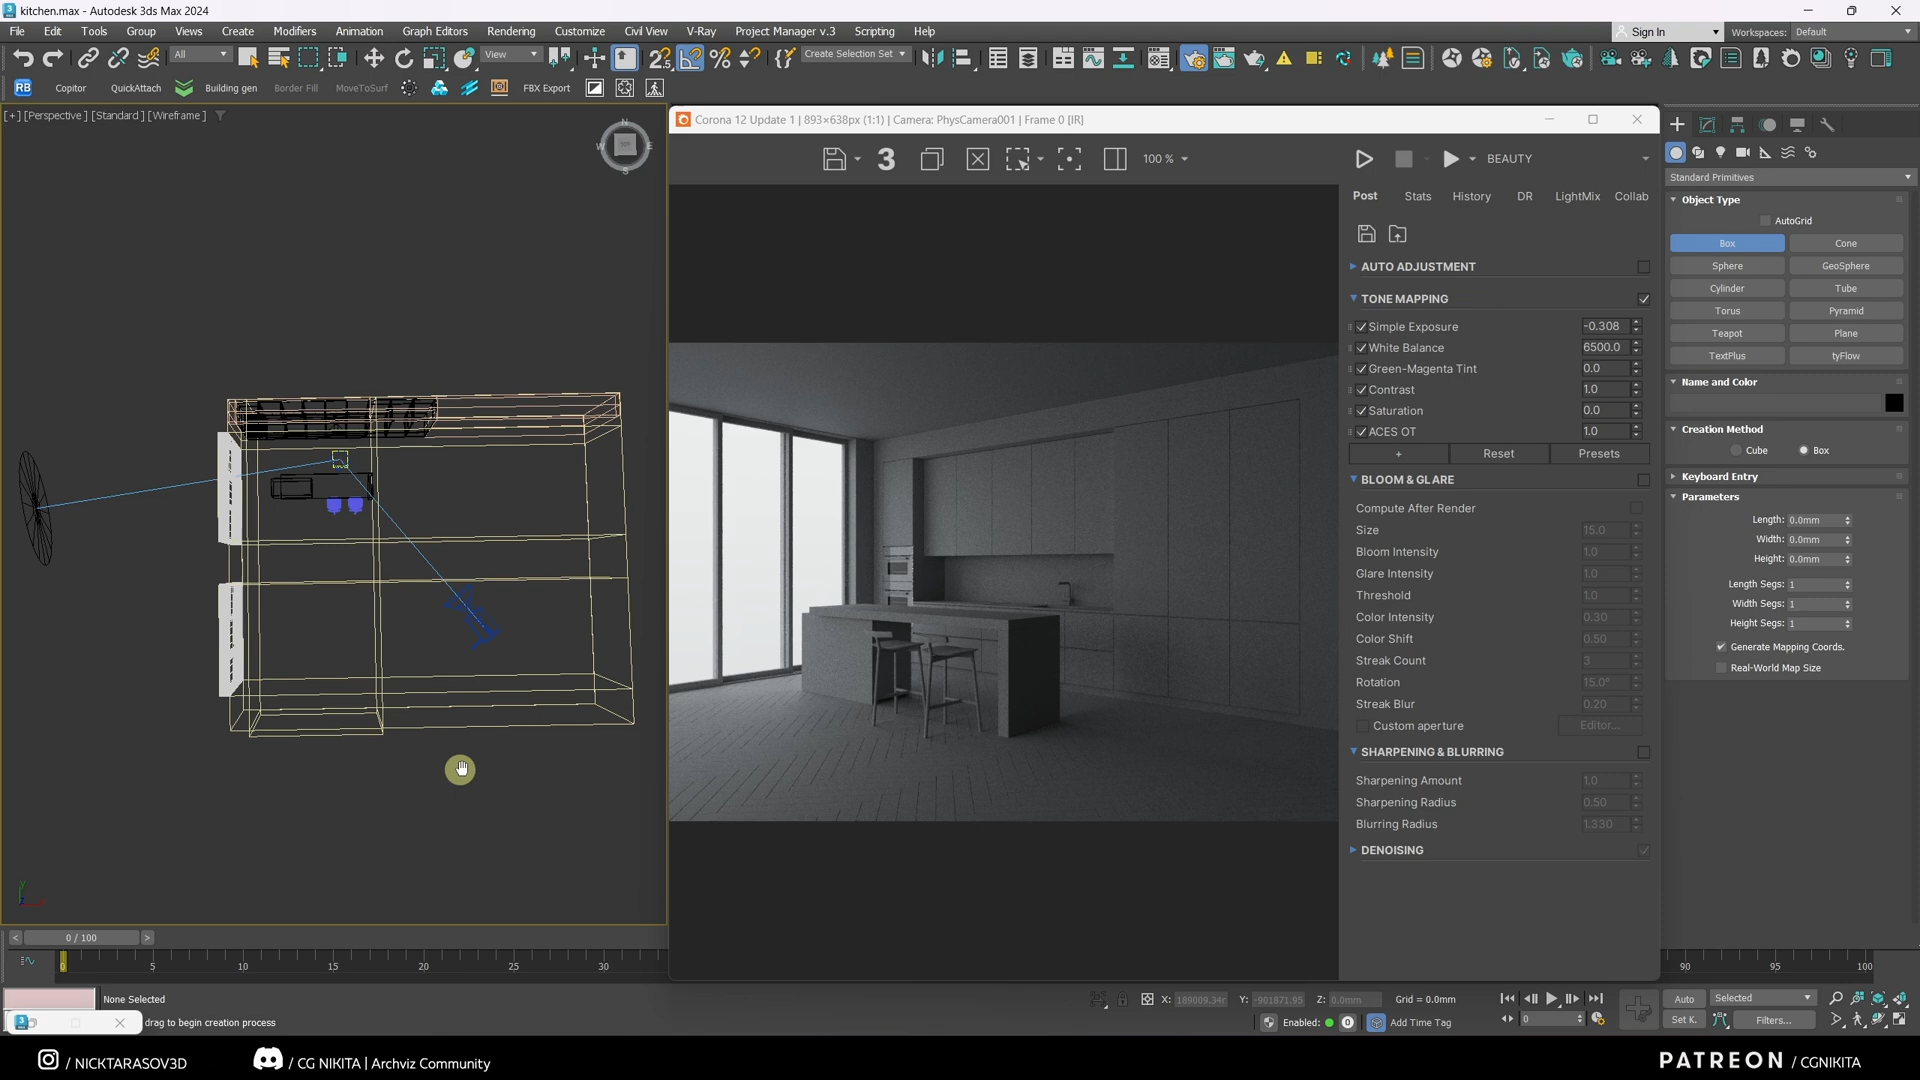 kitchen.max - Autodesk 3ds Max 2024
File Edit Tools Group Views Create Modifiers Animation Graph Editors Rendering Customize Civil View V-Ray Project Manager v.3 Scripting Help
Sign In Workspaces: Default
All View Create Selection Set
RB Copitor QuickAttach Building gen Border Fill MoveToSurf FBX Export
[+] [Perspective ] [Standard ] [Wireframe ]
N
W E
S
Corona 12 Update 1 | 893×638px (1:1) | Camera: PhysCamera001 | Frame 0 [IR]
3 100 % BEAUTY
Post Stats History DR LightMix Collab
AUTO ADJUSTMENT
TONE MAPPING
Simple Exposure -0.308
White Balance 6500.0
Green-Magenta Tint 0.0
Contrast 1.0
Saturation 0.0
ACES OT 1.0
+ Reset Presets
BLOOM & GLARE
Compute After Render
Size 15.0
Bloom Intensity 1.0
Glare Intensity 1.0
Threshold 1.0
Color Intensity 0.30
Color Shift 0.50
Streak Count 3
Rotation 15.0°
Streak Blur 0.20
Custom aperture Editor...
SHARPENING & BLURRING
Sharpening Amount 1.0
Sharpening Radius 0.50
Blurring Radius 1.330
DENOISING
Standard Primitives
Object Type
AutoGrid
Box Cone
Sphere GeoSphere
Cylinder Tube
Torus Pyramid
Teapot Plane
TextPlus tyFlow
Name and Color
Creation Method
Cube Box
Keyboard Entry
Parameters
Length: 0.0mm
Width: 0.0mm
Height: 0.0mm
Length Segs: 1
Width Segs: 1
Height Segs: 1
Generate Mapping Coords.
Real-World Map Size
< 0 / 100 >
0 5 10 15 20 25 30 90 95 100
None Selected
drag to begin creation process
X: 189009.34r Y: -901871.95 Z: 0.0mm Grid = 0.0mm
Enabled: 0 Add Time Tag
0
Auto Selected
Set K. Filters...
/ NICKTARASOV3D
/ CG NIKITA | Archviz Community
PATREON / CGNIKITA